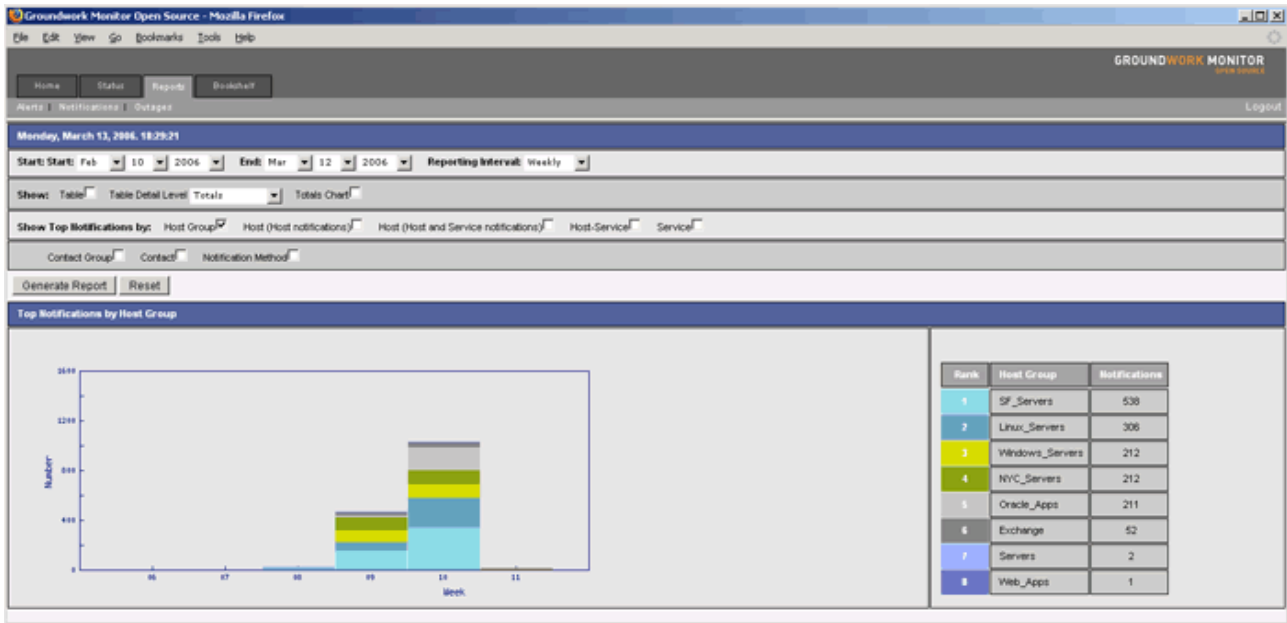 Groundwork Monitor Open Source - Mozilla Firefox
File Edit View Go Bookmarks Tools Help
GROUNDWORK MONITOR
OPEN SOURCE
Home Status Reports Bookshelf
Alerts | Notifications | Outages Logout
Monday, March 13, 2006. 18:29:21
Start: Start: Feb 10 2006 End: Mar 12 2006 Reporting Interval: Weekly
Show: Table Table Detail Level Totals Totals Chart
Show Top Notifications by: Host Group Host (Host notifications) Host (Host and Service notifications) Host-Service Service
Contact Group Contact Notification Method
Generate Report Reset
Top Notifications by Host Group
Number
1600
1200
800
400
0
06 07 08 09 10 11
Week
Rank Host Group Notifications
1 SF_Servers 538
2 Linux_Servers 306
3 Windows_Servers 212
4 NYC_Servers 212
5 Oracle_Apps 211
6 Exchange 52
7 Servers 2
8 Web_Apps 1